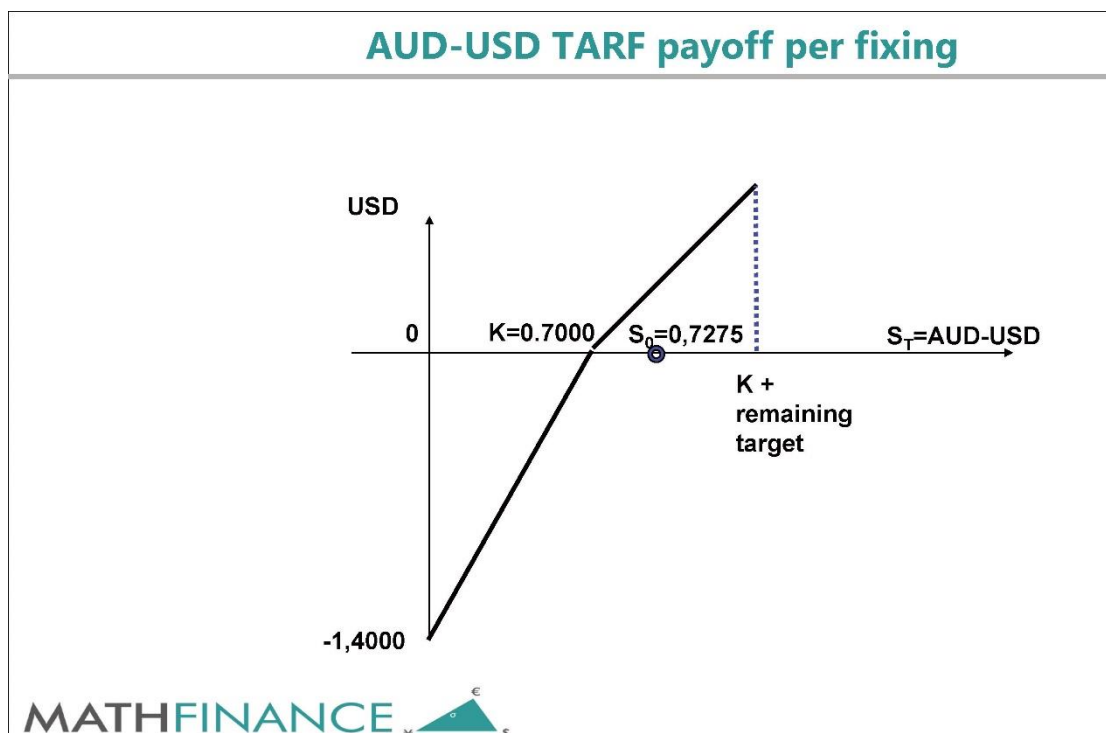 AUD-USD TARF payoff per fixing
USD
0
K=0.7000
S₀=0,7275
S_T=AUD-USD
K +
remaining
target
-1,4000
MATHFINANCE
€
¥
$